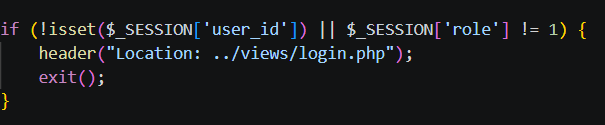 if (!isset($_SESSION['user_id']) || $_SESSION['role'] != 1) {
    header("Location: ../views/login.php");
    exit();
}